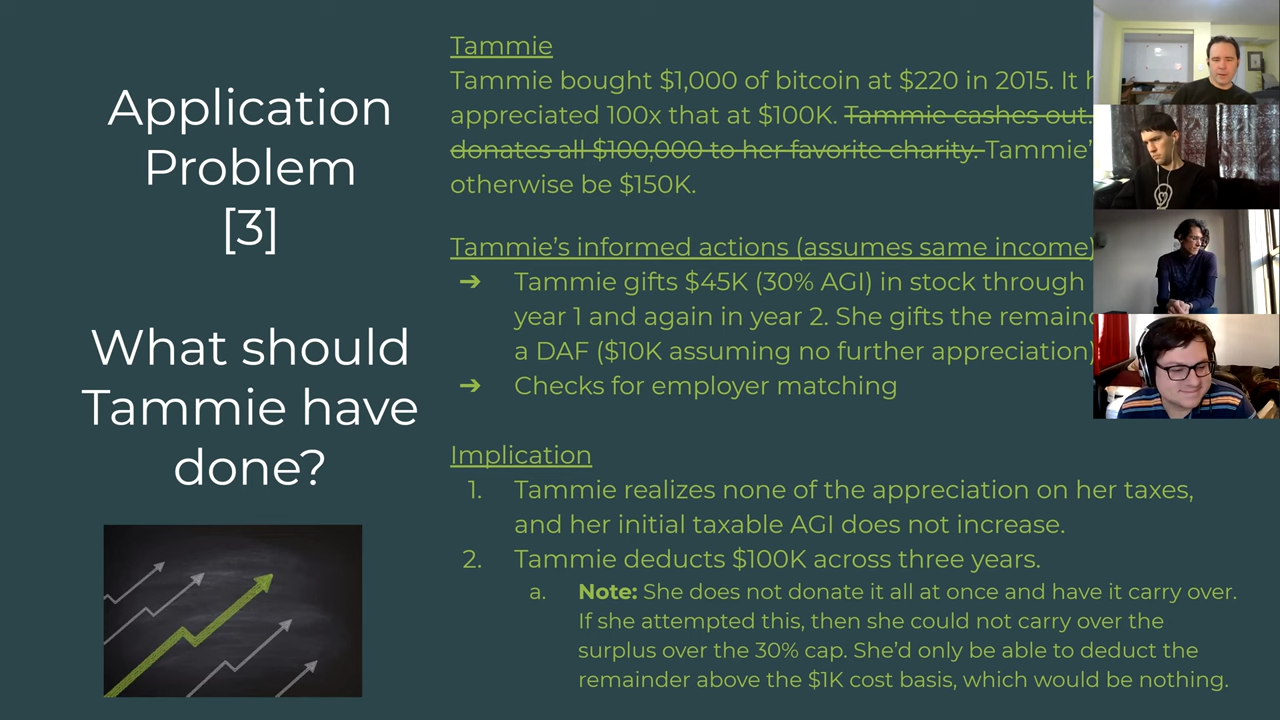 Application
Problem
[3]
What should
Tammie have
done?
Tammie
Tammie bought $1,000 of bitcoin at $220 in 2015. It
appreciated 100x that at $100K. Tammie cashes out.
donates all $100,000 to her favorite charity. Tammie'
otherwise be $150K.
Tammie's informed actions (assumes same income)
➔ Tammie gifts $45K (30% AGI) in stock through
year 1 and again in year 2. She gifts the
a DAF ($10K assuming no further appreciation)
➔ Checks for employer matching
Implication
1. Tammie realizes none of the appreciation on her taxes,
and her initial taxable AGI does not increase.
2. Tammie deducts $100K across three years.
a. Note: She does not donate it all at once and have it carry over.
If she attempted this, then she could not carry over the
surplus over the 30% cap. She'd only be able to deduct the
remainder above the $1K cost basis, which would be nothing.